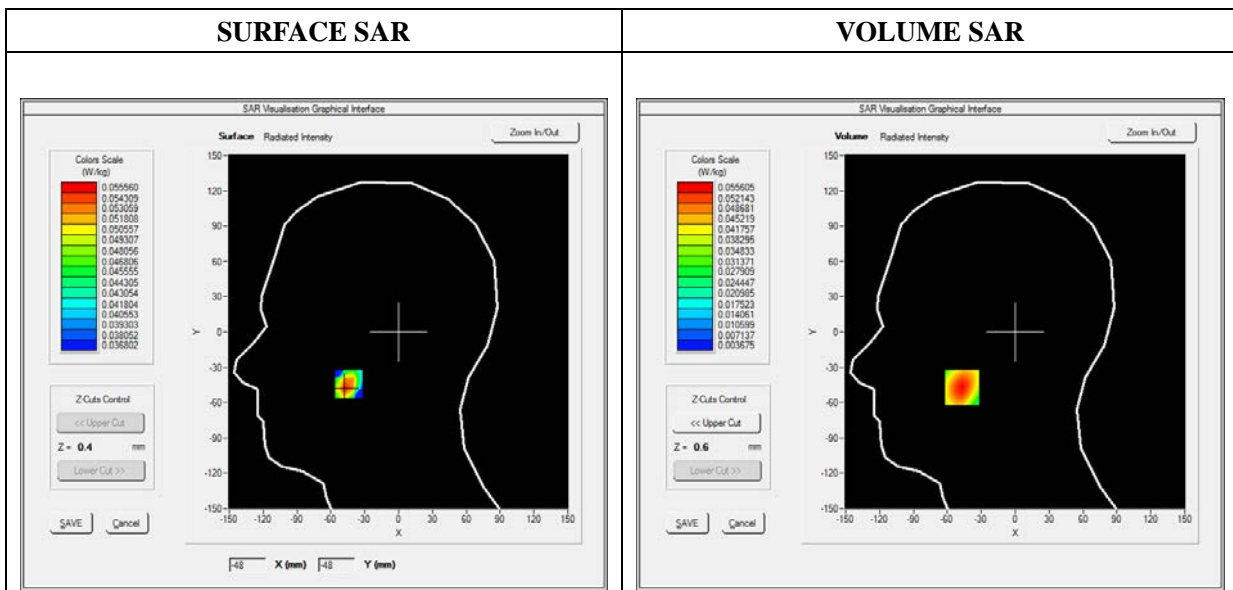 SURFACE SAR
VOLUME SAR
SAR Visualisation Graphical Interface
Surface Radiated Intensity
Zoom In/Out
Colors Scale
(W/kg)
0.055560
0.054309
0.053059
0.051808
0.050557
0.049307
0.048056
0.046806
0.045555
0.044305
0.043054
0.041804
0.040553
0.039303
0.038052
0.036802
Z-Cuts Control
<< Upper Cut
Z = 0.4 mm
Lower Cut >>
SAVE Cancel
150
120
90
60
30
0
-30
-60
-90
-120
-150
Y
-150 -120 -90 -60 -30 0 30 60 90 120 150
X
-48 X (mm) -48 Y (mm)
SAR Visualisation Graphical Interface
Volume Radiated Intensity
Zoom In/Out
Colors Scale
(W/kg)
0.055605
0.052143
0.048681
0.045219
0.041757
0.038295
0.034833
0.031371
0.027909
0.024447
0.020985
0.017523
0.014061
0.010599
0.007137
0.003675
Z-Cuts Control
<< Upper Cut
Z = 0.6 mm
Lower Cut >>
SAVE Cancel
150
120
90
60
30
0
-30
-60
-90
-120
-150
Y
-150 -120 -90 -60 -30 0 30 60 90 120 150
X